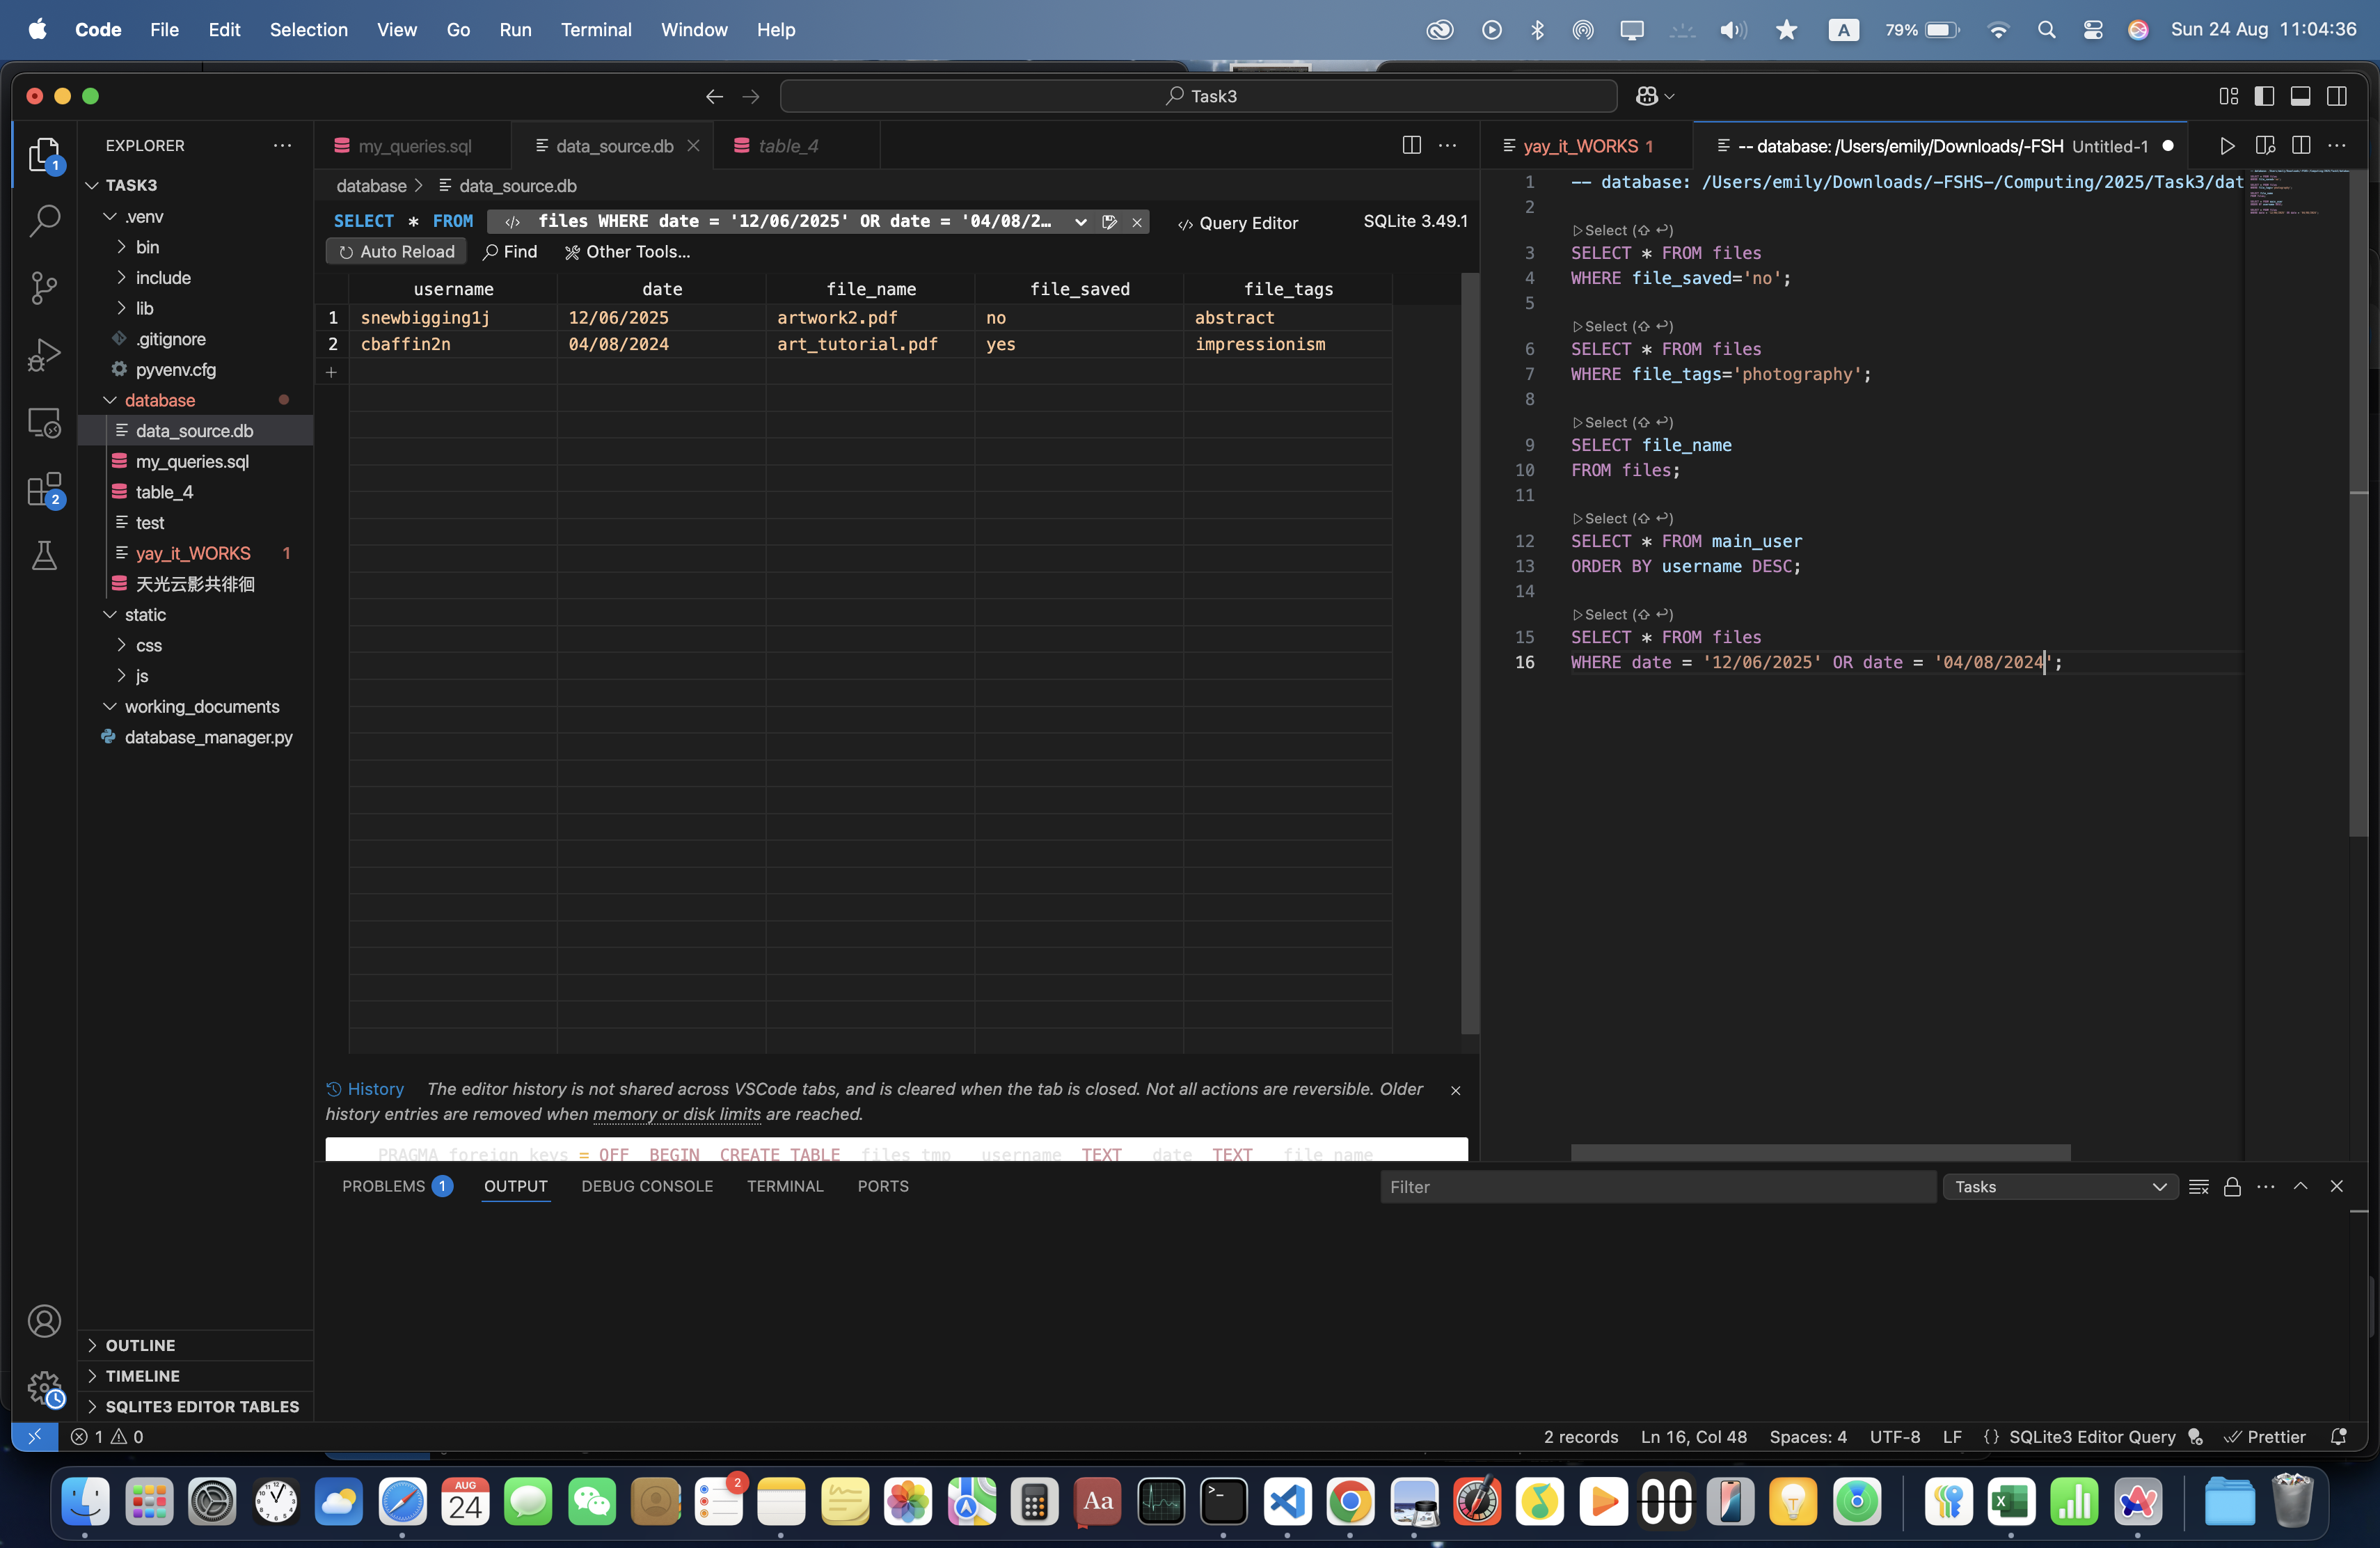 Code File Edit Selection View Go Run Terminal Window Help A 79% Sun 24 Aug 11:04:36
Task3
EXPLORER
TASK3
.venv
bin
include
lib
.gitignore
pyvenv.cfg
database
data_source.db
my_queries.sql
table_4
test
yay_it_WORKS 1
天光云影共徘徊
static
css
js
working_documents
database_manager.py
OUTLINE
TIMELINE
SQLITE3 EDITOR TABLES
1
2
my_queries.sql data_source.db table_4
database > data_source.db
SELECT * FROM </> files WHERE date = '12/06/2025' OR date = '04/08/2… </> Query Editor SQLite 3.49.1
Auto Reload Find Other Tools...
username date file_name file_saved file_tags
1 snewbigging1j 12/06/2025 artwork2.pdf no abstract
2 cbaffin2n 04/08/2024 art_tutorial.pdf yes impressionism
+
History The editor history is not shared across VSCode tabs, and is cleared when the tab is closed. Not all actions are reversible. Older
history entries are removed when memory or disk limits are reached.
PRAGMA foreign_keys = OFF BEGIN CREATE TABLE files_tmp username TEXT date TEXT file_name
yay_it_WORKS 1 -- database: /Users/emily/Downloads/-FSH Untitled-1
1 -- database: /Users/emily/Downloads/-FSHS-/Computing/2025/Task3/dat
2
Select (⇧ ↩)
3 SELECT * FROM files
4 WHERE file_saved='no';
5
Select (⇧ ↩)
6 SELECT * FROM files
7 WHERE file_tags='photography';
8
Select (⇧ ↩)
9 SELECT file_name
10 FROM files;
11
Select (⇧ ↩)
12 SELECT * FROM main_user
13 ORDER BY username DESC;
14
Select (⇧ ↩)
15 SELECT * FROM files
16 WHERE date = '12/06/2025' OR date = '04/08/2024';
PROBLEMS 1 OUTPUT DEBUG CONSOLE TERMINAL PORTS Filter Tasks
1 0 2 records Ln 16, Col 48 Spaces: 4 UTF-8 LF {} SQLite3 Editor Query Prettier
AUG
24
2
Aa
00